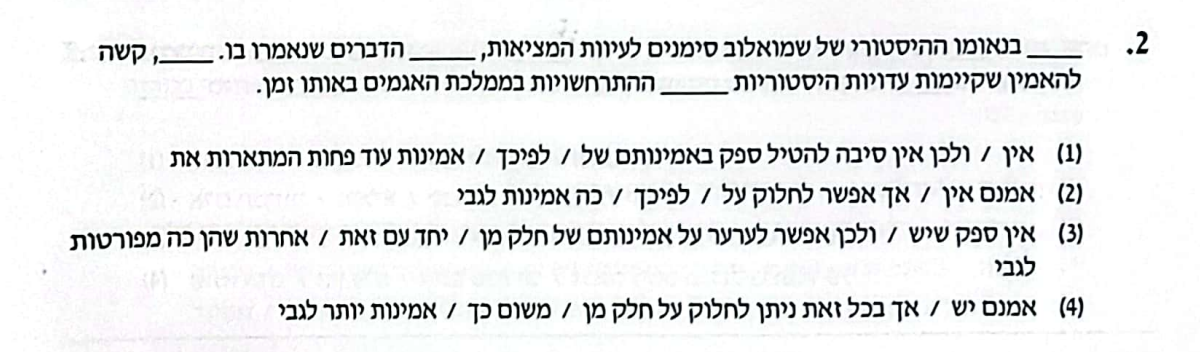 2. _____ בנאומו ההיסטורי של שמואלוב סימנים לעיוות המציאות, _____ הדברים שנאמרו בו. _____, קשה
להאמין שקיימות עדויות היסטוריות _____ ההתרחשויות בממלכת האגמים באותו זמן.
(1) אין / ולכן אין סיבה להטיל ספק באמינותם של / לפיכך / אמינות עוד פחות המתארות את
(2) אמנם אין / אך אפשר לחלוק על / לפיכך / כה אמינות לגבי
(3) אין ספק שיש / ולכן אפשר לערער על אמינותם של חלק מן / יחד עם זאת / אחרות שהן כה מפורטות
לגבי
(4) אמנם יש / אך בכל זאת ניתן לחלוק על חלק מן / משום כך / אמינות יותר לגבי